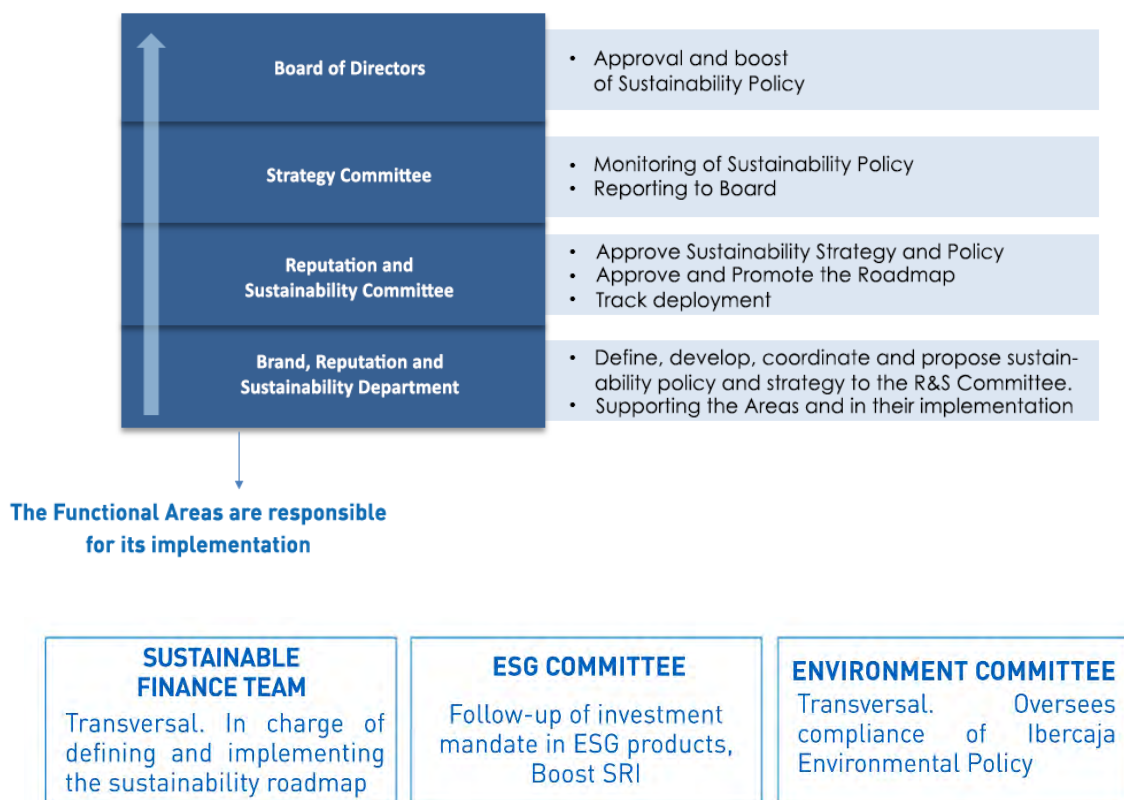 Board of Directors
• Approval and boost
of Sustainability Policy
Strategy Committee
• Monitoring of Sustainability Policy
• Reporting to Board
Reputation and
Sustainability Committee
• Approve Sustainability Strategy and Policy
• Approve and Promote the Roadmap
• Track deployment
Brand, Reputation and
Sustainability Department
• Define, develop, coordinate and propose sustain-
ability policy and strategy to the R&S Committee.
• Supporting the Areas and in their implementation
The Functional Areas are responsible
for its implementation
SUSTAINABLE
FINANCE TEAM
Transversal. In charge of
defining and implementing
the sustainability roadmap
ESG COMMITTEE
Follow-up of investment
mandate in ESG products,
Boost SRI
ENVIRONMENT COMMITTEE
Transversal. Oversees
compliance of Ibercaja
Environmental Policy